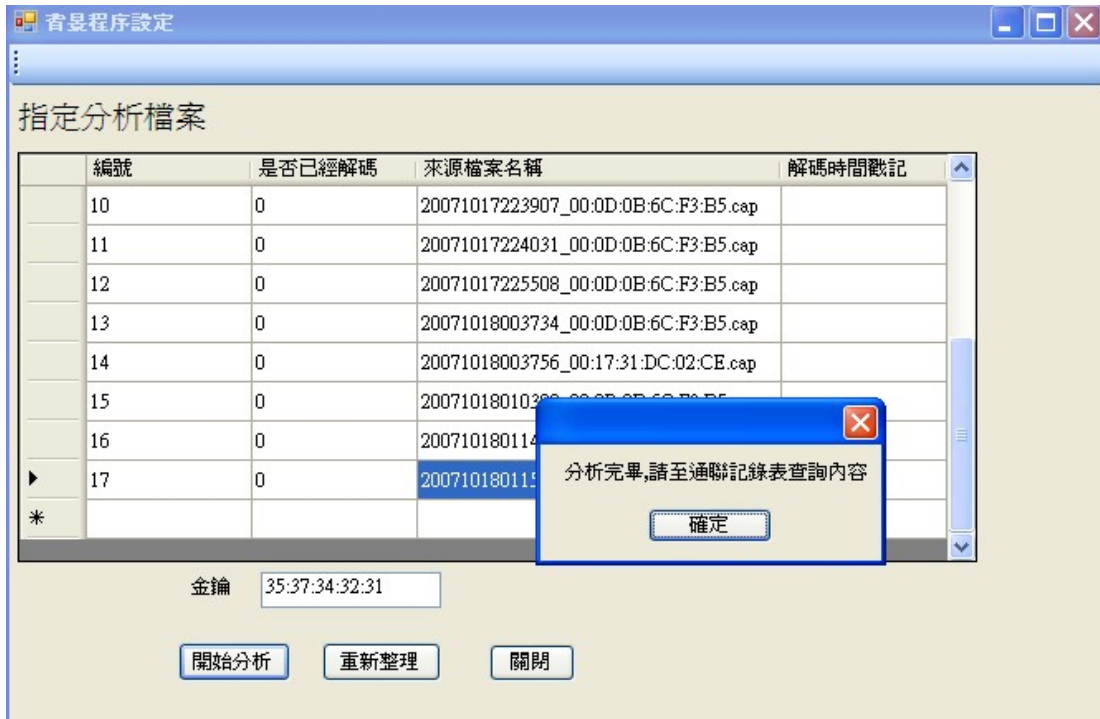 背景程序設定
指定分析檔案
編號 是否已經解碼 來源檔案名稱 解碼時間戳記
10 0 20071017223907_00:0D:0B:6C:F3:B5.cap
11 0 20071017224031_00:0D:0B:6C:F3:B5.cap
12 0 20071017225508_00:0D:0B:6C:F3:B5.cap
13 0 20071018003734_00:0D:0B:6C:F3:B5.cap
14 0 20071018003756_00:17:31:DC:02:CE.cap
15 0 200710180103
16 0 200710180114
17 0 200710180115
分析完畢,請至通聯記錄表查詢內容
確定
金鑰 35:37:34:32:31
開始分析 重新整理 關閉